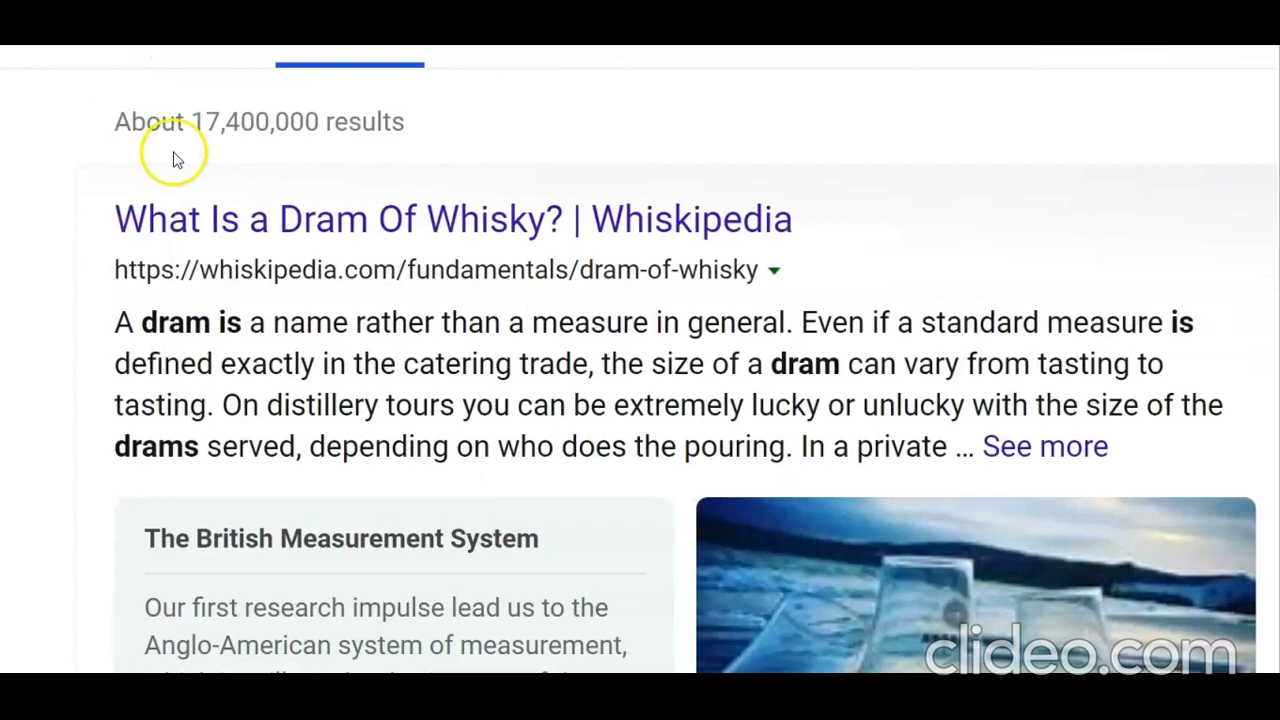 About 17,400,000 results
What Is a Dram Of Whisky? | Whiskipedia
https://whiskipedia.com/fundamentals/dram-of-whisky
A dram is a name rather than a measure in general. Even if a standard measure is
defined exactly in the catering trade, the size of a dram can vary from tasting to
tasting. On distillery tours you can be extremely lucky or unlucky with the size of the
drams served, depending on who does the pouring. In a private ... See more
The British Measurement System
Our first research impulse lead us to the
Anglo-American system of measurement,
clideo.com